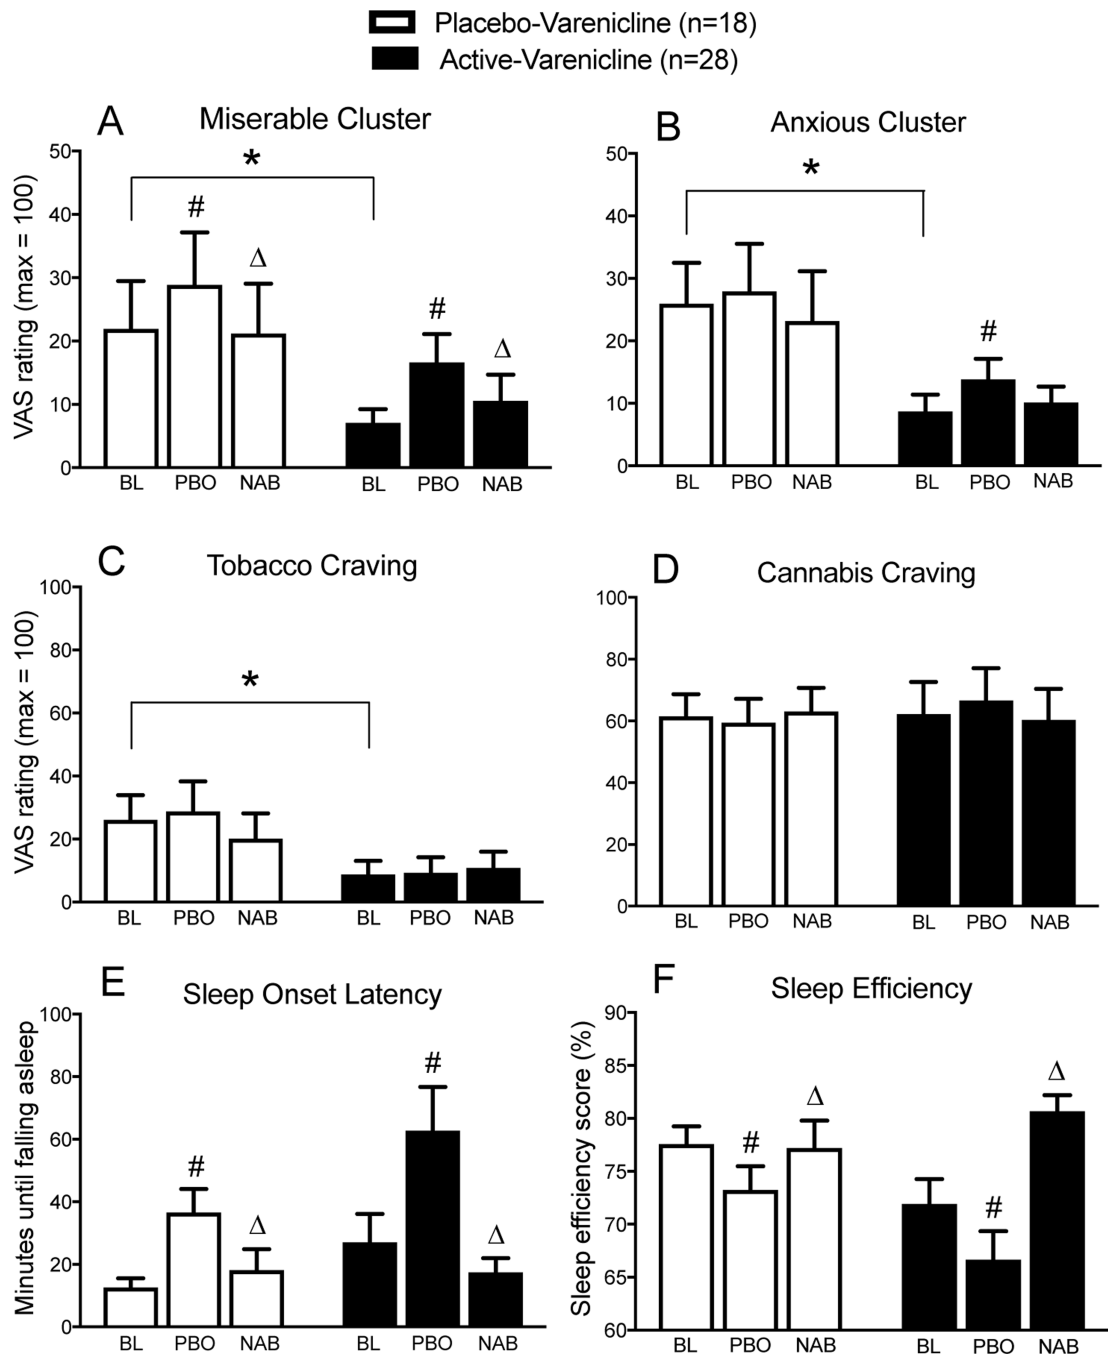 Placebo-Varenicline (n=18)
Active-Varenicline (n=28)
A Miserable Cluster
VAS rating (max = 100)
50
40
30
20
10
0
*
#
Δ
#
Δ
BL PBO NAB BL PBO NAB
B Anxious Cluster
50
40
30
20
10
0
*
#
BL PBO NAB BL PBO NAB
C Tobacco Craving
VAS rating (max = 100)
100
80
60
40
20
0
*
BL PBO NAB BL PBO NAB
D Cannabis Craving
100
80
60
40
20
0
BL PBO NAB BL PBO NAB
E Sleep Onset Latency
Minutes until falling asleep
100
80
60
40
20
0
#
Δ
#
Δ
BL PBO NAB BL PBO NAB
F Sleep Efficiency
Sleep efficiency score (%)
90
85
80
75
70
65
60
#
Δ
#
Δ
BL PBO NAB BL PBO NAB